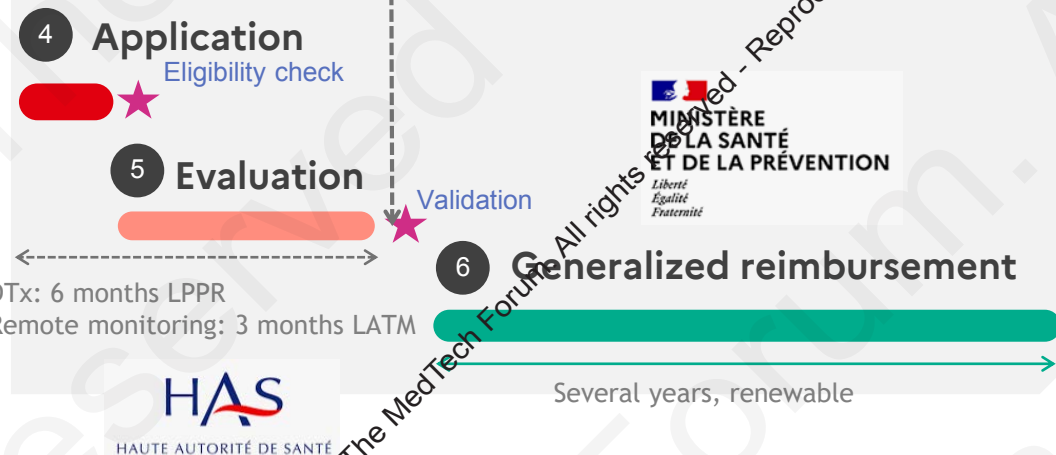 4 Application
Eligibility check
5 Evaluation
Validation
MINISTÈRE
DE LA SANTÉ
ET DE LA PRÉVENTION
Liberté
Égalité
Fraternité
6 Generalized reimbursement
DTx: 6 months LPPR
Remote monitoring: 3 months LATM
Several years, renewable
HAS
HAUTE AUTORITÉ DE SANTÉ
The MedTech Forum. All rights reserved - Reprod